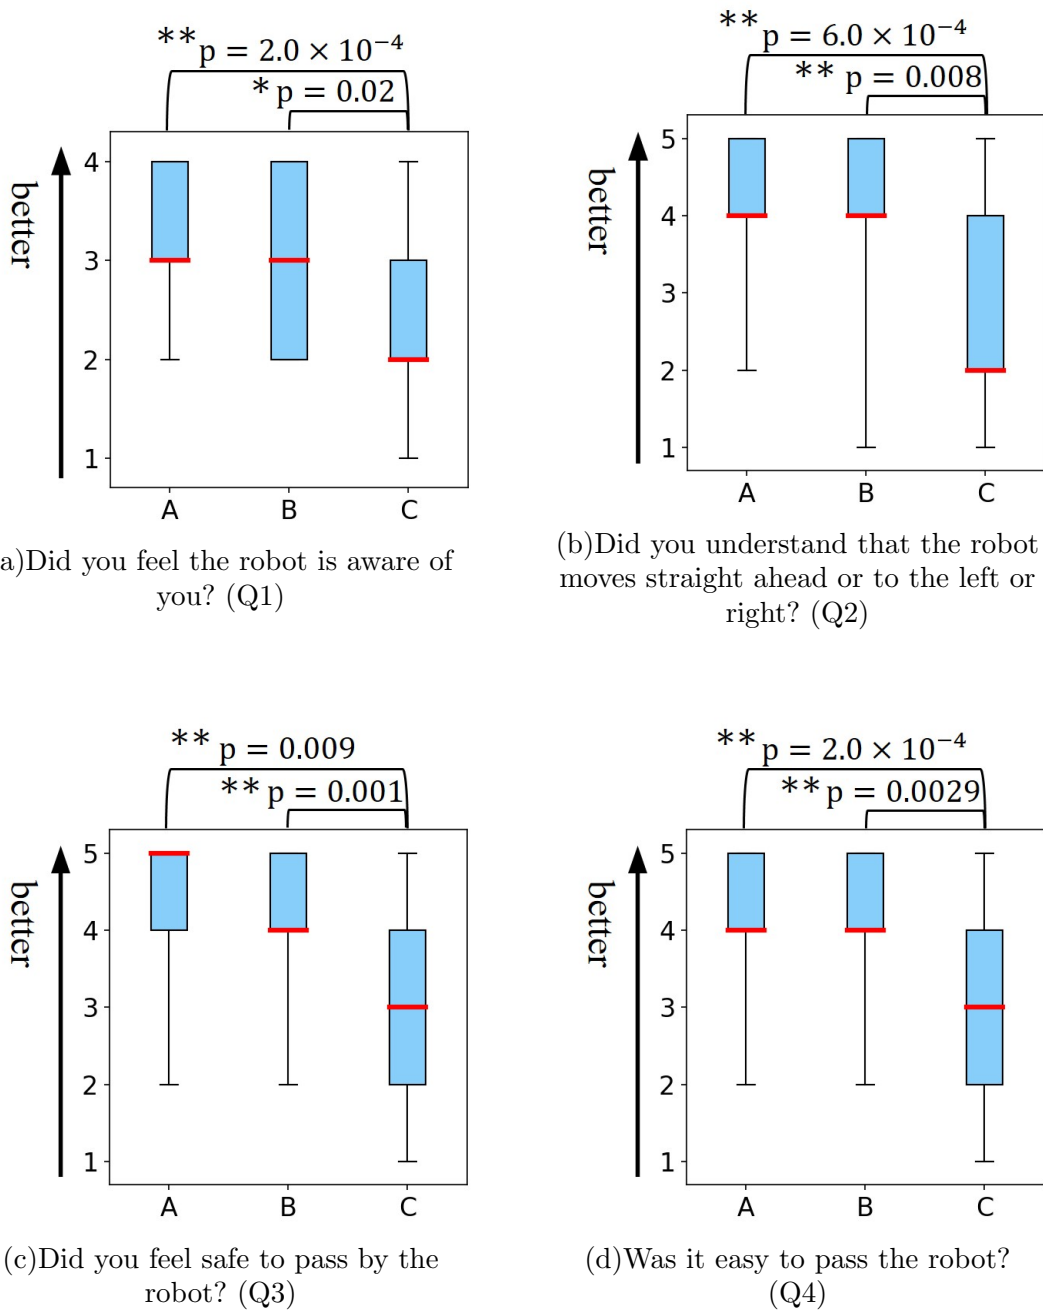 **p = 2.0 × 10⁻⁴
* p = 0.02
better
4
3
2
1
A B C
a)Did you feel the robot is aware of
you? (Q1)
**p = 6.0 × 10⁻⁴
** p = 0.008
better
5
4
3
2
1
A B C
(b)Did you understand that the robot
moves straight ahead or to the left or
right? (Q2)
** p = 0.009
** p = 0.001
better
5
4
3
2
1
A B C
(c)Did you feel safe to pass by the
robot? (Q3)
**p = 2.0 × 10⁻⁴
** p = 0.0029
better
5
4
3
2
1
A B C
(d)Was it easy to pass the robot?
(Q4)